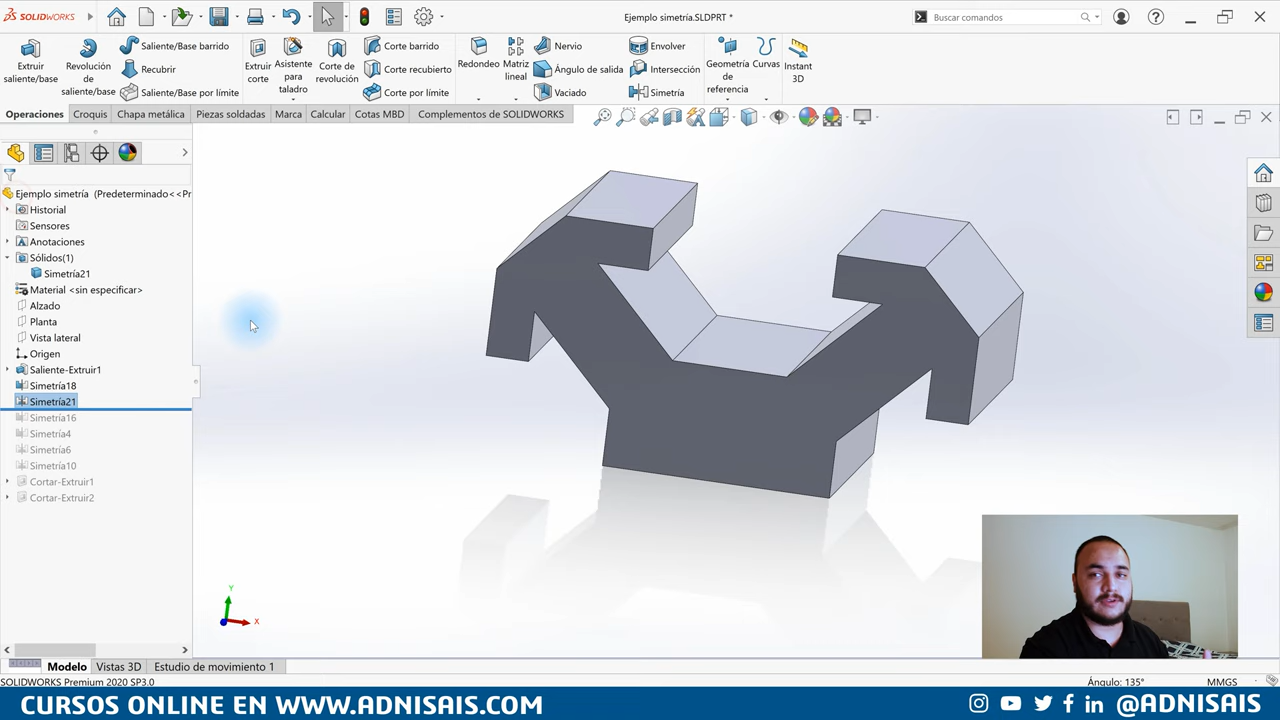 SOLIDWORKS
Ejemplo simetría.SLDPRT *
Buscar comandos
Extruir saliente/base
Revolución de saliente/base
Saliente/Base barrido
Recubrir
Saliente/Base por límite
Extruir corte
Asistente para taladro
Corte de revolución
Corte barrido
Corte recubierto
Corte por límite
Redondeo
Matriz lineal
Nervio
Ángulo de salida
Vaciado
Envolver
Intersección
Simetría
Geometría de referencia
Curvas
Instant 3D
Operaciones Croquis Chapa metálica Piezas soldadas Marca Calcular Cotas MBD Complementos de SOLIDWORKS
Ejemplo simetría (Predeterminado<<Pr
Historial
Sensores
Anotaciones
Sólidos(1)
Simetría21
Material <sin especificar>
Alzado
Planta
Vista lateral
Origen
Saliente-Extruir1
Simetría18
Simetría21
Simetría16
Simetría4
Simetría6
Simetría10
Cortar-Extruir1
Cortar-Extruir2
Y
X
Modelo Vistas 3D Estudio de movimiento 1
SOLIDWORKS Premium 2020 SP3.0
Ángulo: 135°
MMGS
CURSOS ONLINE EN WWW.ADNISAIS.COM
@ADNISAIS